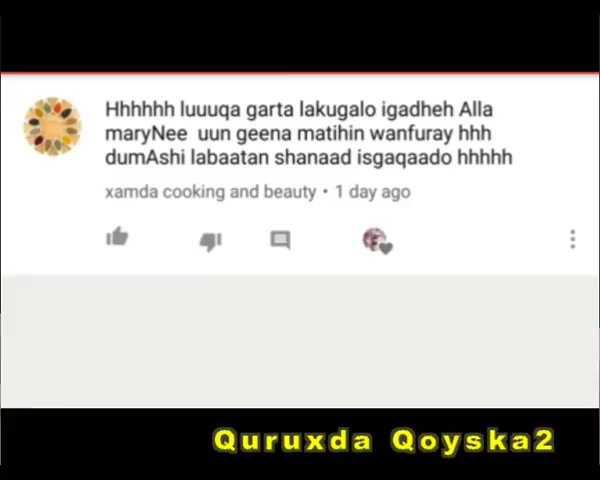 Hhhhhh luuuqa garta lakugalo igadheh Alla
maryNee uun geena matihin wanfuray hhh
dumAshi labaatan shanaad isgaqaado hhhhh
xamda cooking and beauty • 1 day ago
Quruxda Qoyska2